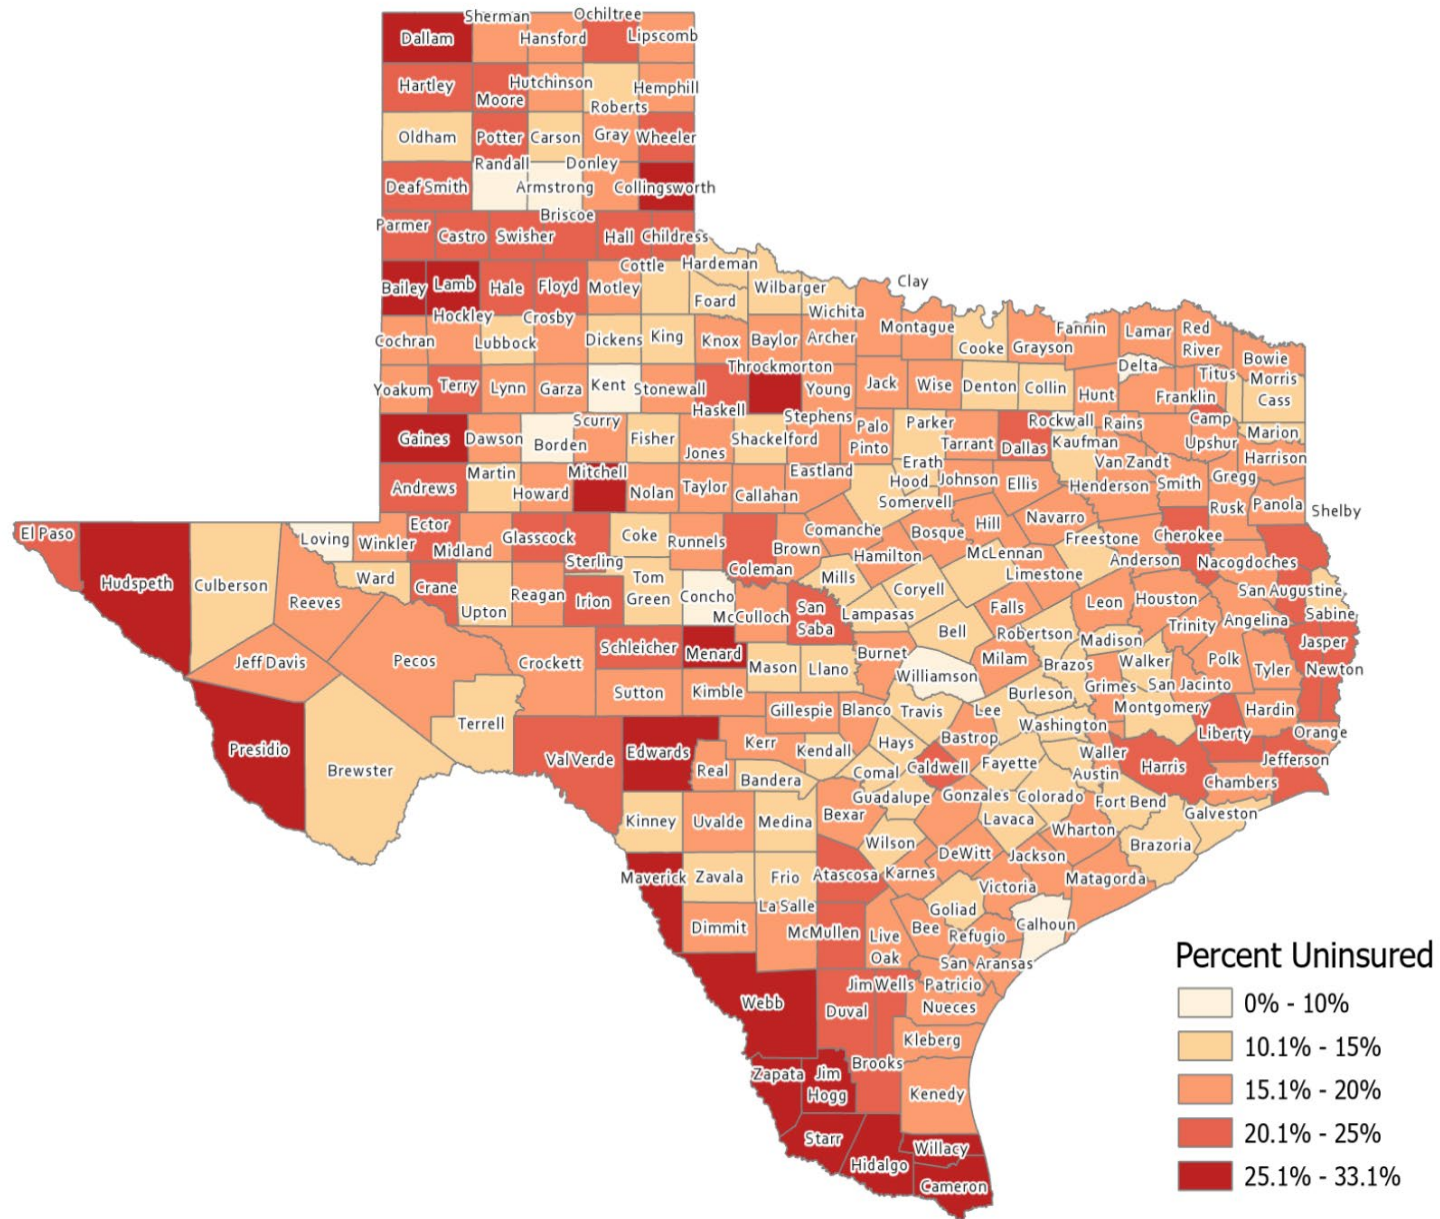 Sherman
Ochiltree
Dallam
Hansford
Lipscomb
Hartley
Hutchinson
Hemphill
Moore
Roberts
Oldham
Potter
Carson
Gray
Wheeler
Randall
Donley
Deaf Smith
Armstrong
Collingsworth
Briscoe
Parmer
Castro
Swisher
Hall
Childress
Cottle
Hardeman
Clay
Bailey
Lamb
Hale
Floyd
Motley
Foard
Wilbarger
Hockley
Crosby
Wichita
Cochran
Lubbock
Dickens
King
Knox
Baylor
Archer
Montague
Cooke
Grayson
Fannin
Lamar
Red
River
Bowie
Throckmorton
Delta
Titus
Morris
Yoakum
Terry
Lynn
Garza
Kent
Stonewall
Haskell
Young
Jack
Wise
Denton
Collin
Hunt
Franklin
Cass
Gaines
Dawson
Borden
Scurry
Fisher
Jones
Shackelford
Stephens
Palo
Pinto
Parker
Tarrant
Dallas
Rockwall
Kaufman
Rains
Camp
Upshur
Marion
Van Zandt
Harrison
Andrews
Martin
Howard
Mitchell
Nolan
Taylor
Callahan
Eastland
Erath
Hood
Somervell
Johnson
Ellis
Henderson
Smith
Gregg
Rusk
Panola
Shelby
El Paso
Hudspeth
Culberson
Loving
Winkler
Ector
Midland
Glasscock
Sterling
Coke
Runnels
Coleman
Brown
Comanche
Hamilton
Bosque
Hill
Navarro
Freestone
Anderson
Cherokee
Nacogdoches
McLennan
Limestone
San Augustine
Sabine
Reeves
Ward
Crane
Upton
Reagan
Irion
Tom
Green
Concho
McCulloch
San
Saba
Mills
Lampasas
Coryell
Bell
Falls
Robertson
Leon
Houston
Madison
Trinity
Angelina
Jasper
Newton
Jeff Davis
Pecos
Crockett
Schleicher
Menard
Mason
Llano
Burnet
Williamson
Milam
Brazos
Walker
Polk
Tyler
Grimes
San Jacinto
Burleson
Montgomery
Hardin
Presidio
Brewster
Terrell
Val Verde
Sutton
Kimble
Edwards
Real
Kerr
Gillespie
Blanco
Travis
Lee
Washington
Bastrop
Liberty
Orange
Kendall
Hays
Bandera
Comal
Caldwell
Fayette
Austin
Waller
Harris
Jefferson
Chambers
Kinney
Uvalde
Medina
Bexar
Guadalupe
Gonzales
Colorado
Lavaca
Fort Bend
Galveston
Wilson
Wharton
Brazoria
Maverick
Zavala
Frio
Atascosa
Karnes
DeWitt
Jackson
Victoria
Matagorda
La Salle
Goliad
Calhoun
Dimmit
McMullen
Live
Oak
Bee
Refugio
San
Patricio
Aransas
Webb
Duval
Jim Wells
Nueces
Kleberg
Zapata
Jim
Hogg
Brooks
Kenedy
Starr
Hidalgo
Willacy
Cameron
Percent Uninsured
0% - 10%
10.1% - 15%
15.1% - 20%
20.1% - 25%
25.1% - 33.1%